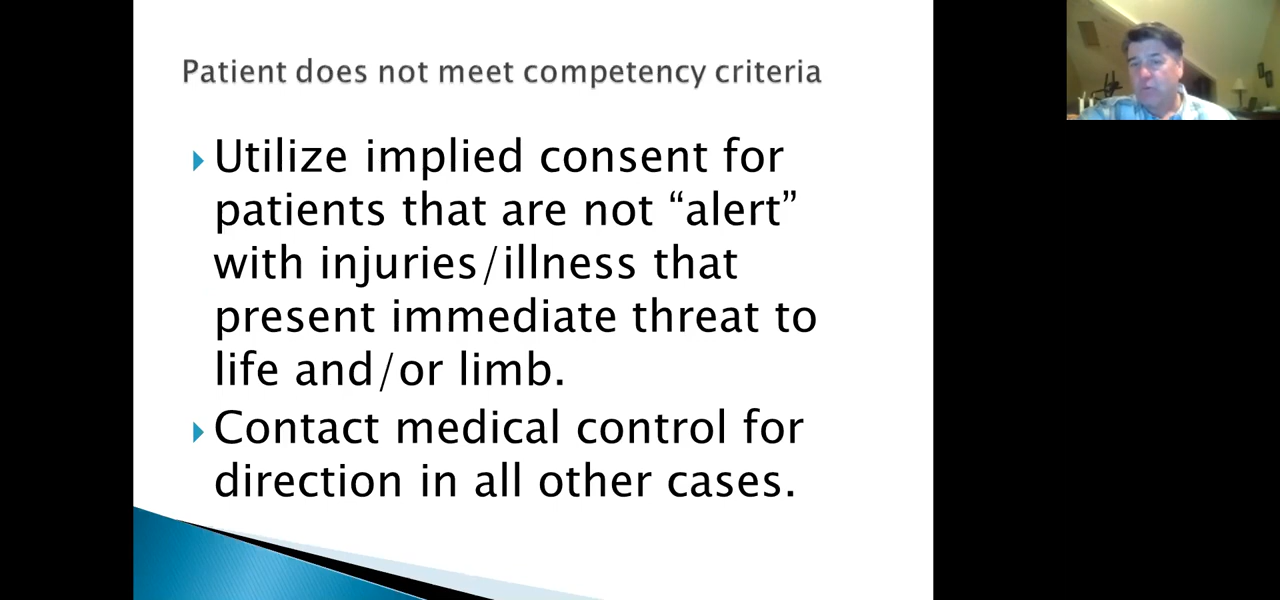 Patient does not meet competency criteria
Utilize implied consent for
patients that are not “alert”
with injuries/illness that
present immediate threat to
life and/or limb.
Contact medical control for
direction in all other cases.